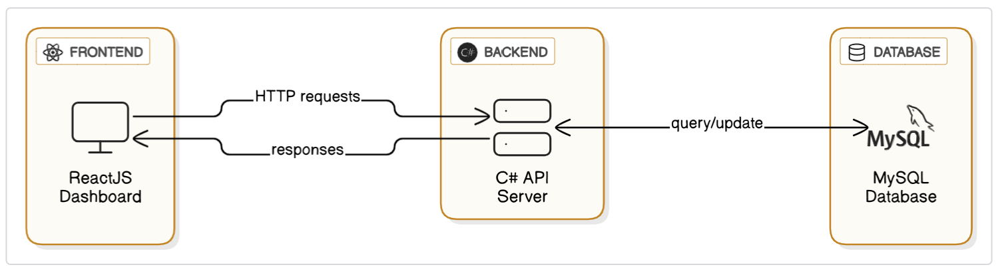 FRONTEND
C# BACKEND
DATABASE
HTTP requests
responses
query/update
MySQL
ReactJS
Dashboard
C# API
Server
MySQL
Database